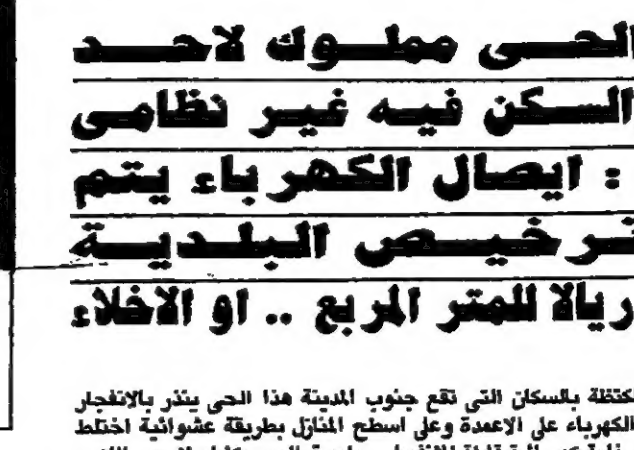 الحى مملوك لاحد
السكن فيه غير نظامى
: ايصال الكهرباء يتم
ترخيص البلدية
ريالا للمتر المربع .. او الاخلاء
كتظة بالسكان التى تقع جنوب المدينة هذا الحى ينذر بالانفجار
الكهرباء على الاعمدة وعلى اسطح المنازل بطريقة عشوائية اختلط